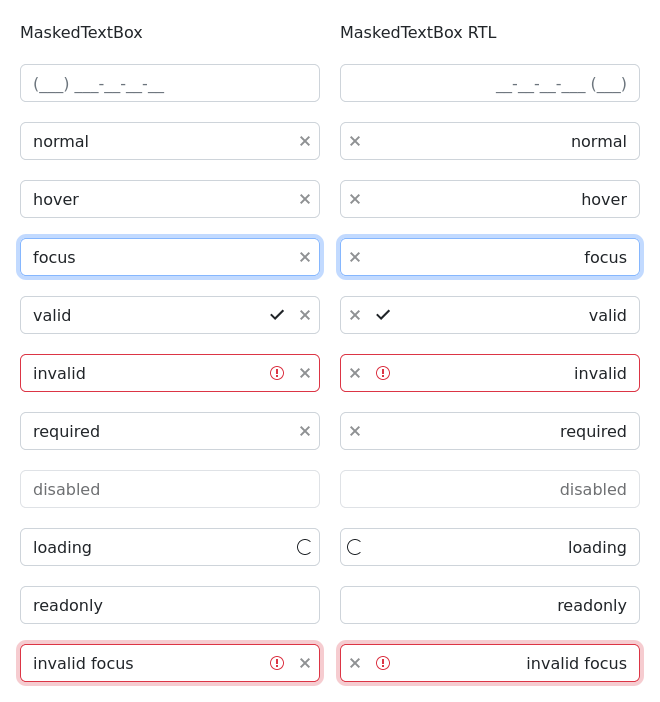 MaskedTextBox
(___) ___-__-__-__
normal
hover
focus
valid
invalid
required
disabled
loading
readonly
invalid focus
MaskedTextBox RTL
__-__-__-___ (___)
normal
hover
focus
valid
invalid
required
disabled
loading
readonly
invalid focus